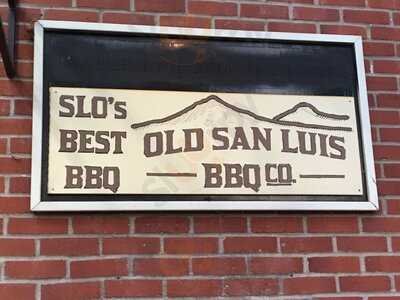 SLO'S
BEST
BBQ
OLD SAN LUIS
— BBQ CO. —